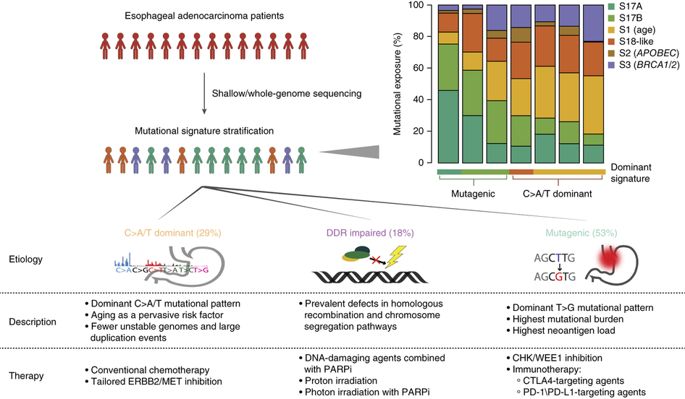 Esophageal adenocarcinoma patients
Shallow/whole-genome sequencing
Mutational signature stratification
Mutational exposure (%)
100
80
60
40
20
0
S17A
S17B
S1 (age)
S18-like
S2 (APOBEC)
S3 (BRCA1/2)
Dominant
signature
Mutagenic
C>A/T dominant
C>A/T dominant (29%)
DDR impaired (18%)
Mutagenic (53%)
Etiology
C>A C>G C>T T>A T>C T>G
AGCTTG
AGCGTG
Description
• Dominant C>A/T mutational pattern
• Aging as a pervasive risk factor
• Fewer unstable genomes and large
duplication events
• Prevalent defects in homologous
recombination and chromosome
segregation pathways
• Dominant T>G mutational pattern
• Highest mutational burden
• Highest neoantigen load
Therapy
• Conventional chemotherapy
• Tailored ERBB2/MET inhibition
• DNA-damaging agents combined
with PARPi
• Proton irradiation
• Photon irradiation with PARPi
• CHK/WEE1 inhibition
• Immunotherapy:
○ CTLA4-targeting agents
○ PD-1\PD-L1-targeting agents